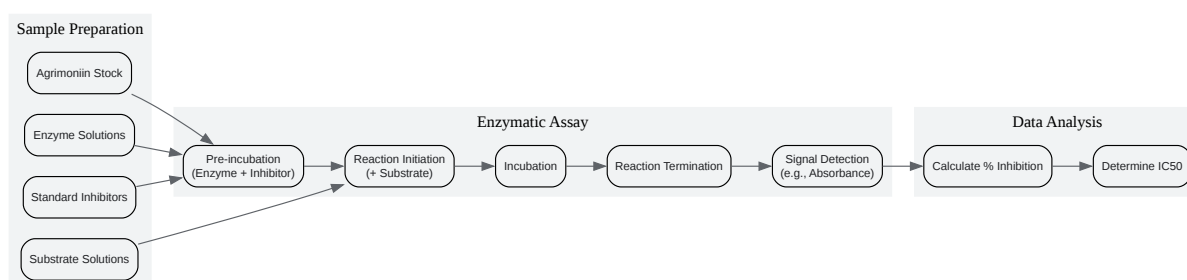 Sample Preparation
Agrimoniin Stock
Enzyme Solutions
Standard Inhibitors
Substrate Solutions
Enzymatic Assay
Pre-incubation
(Enzyme + Inhibitor)
Reaction Initiation
(+ Substrate)
Incubation
Reaction Termination
Signal Detection
(e.g., Absorbance)
Data Analysis
Calculate % Inhibition
Determine IC50